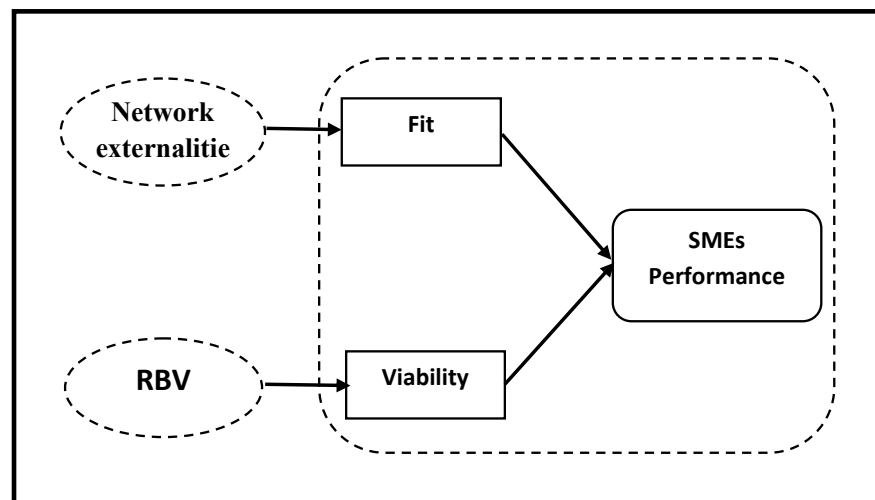 Network
externalitie
Fit
SMEs
Performance
RBV
Viability